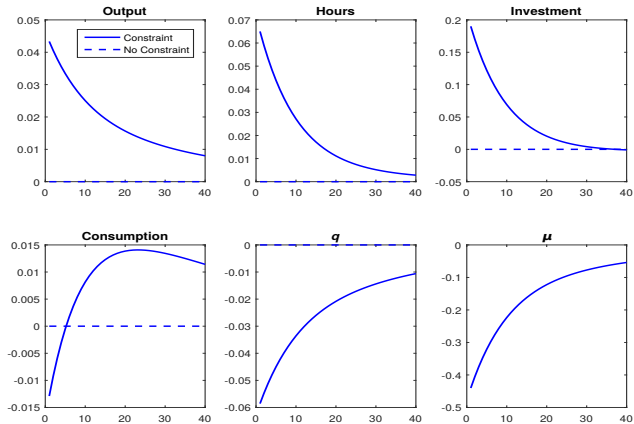 Output
0.05
0.04
0.03
0.02
0.01
0
0 10 20 30 40
Constraint
No Constraint
Hours
0.07
0.06
0.05
0.04
0.03
0.02
0.01
0
0 10 20 30 40
Investment
0.2
0.15
0.1
0.05
0
-0.05
0 10 20 30 40
Consumption
0.015
0.01
0.005
0
-0.005
-0.01
-0.015
0 10 20 30 40
q
0
-0.01
-0.02
-0.03
-0.04
-0.05
-0.06
0 10 20 30 40
μ
0
-0.1
-0.2
-0.3
-0.4
-0.5
0 10 20 30 40